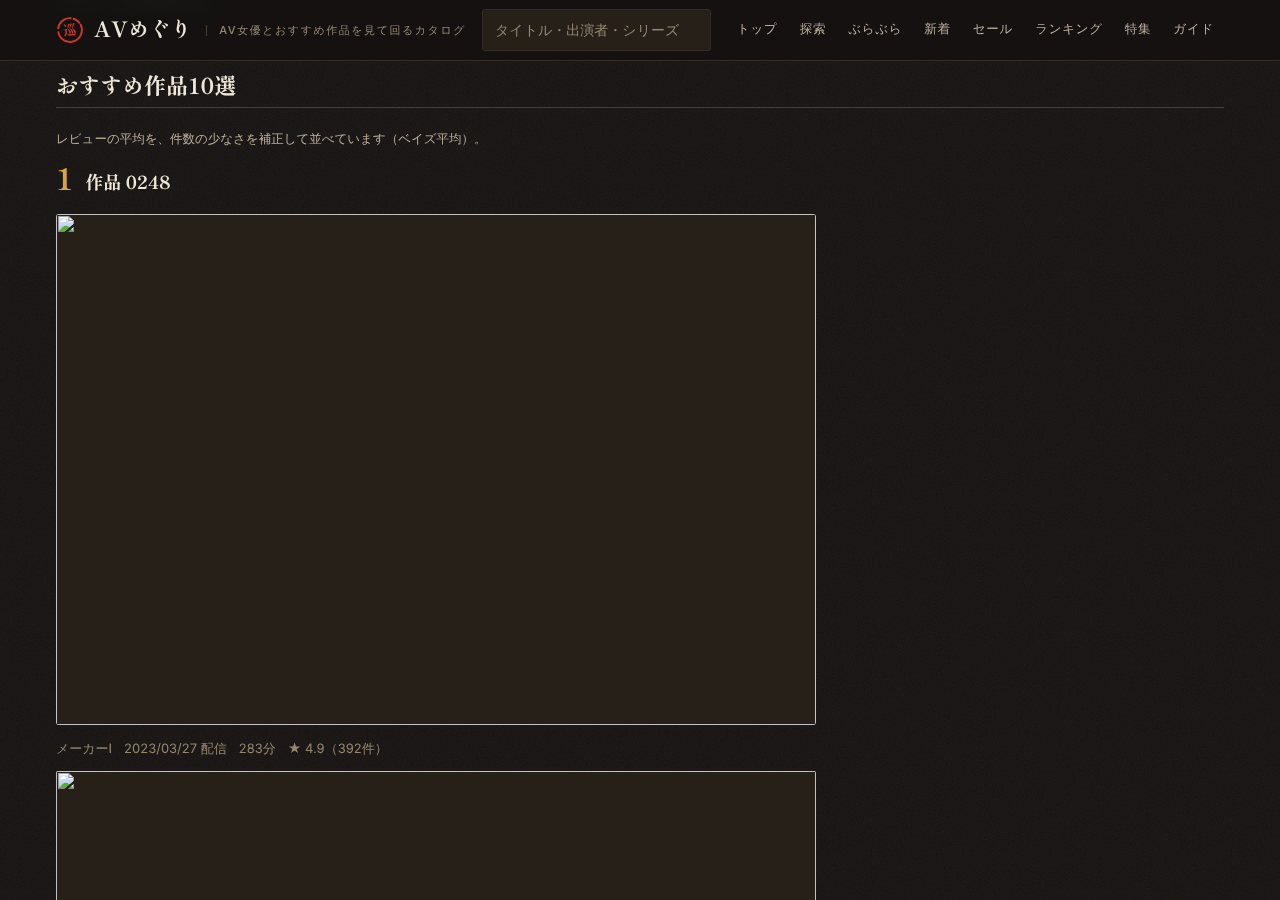 巡 AVめぐり AV女優とおすすめ作品を見て回るカタログ タイトル・出演者・シリーズ トップ 探索 ぶらぶら 新着 セール ランキング 特集 ガイド
おすすめ作品10選
レビューの平均を、件数の少なさを補正して並べています（ベイズ平均）。
1 作品 0248
メーカーI 2023/03/27 配信 283分 ★ 4.9（392件）